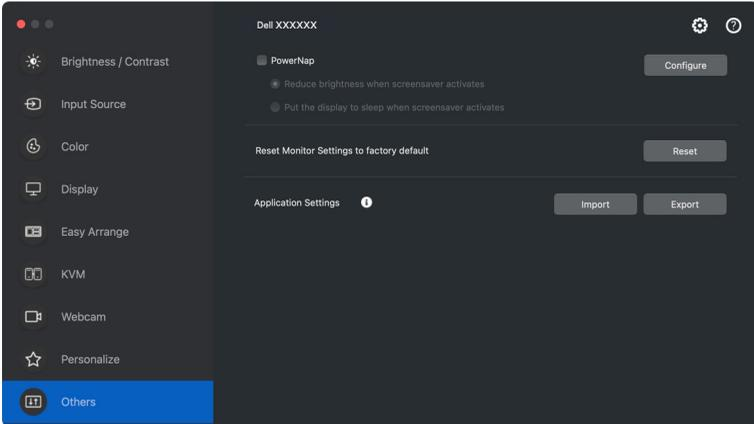 Dell XXXXXX
Brightness / Contrast
Input Source
Color
Display
Easy Arrange
KVM
Webcam
Personalize
Others
PowerNap
Configure
Reduce brightness when screensaver activates
Put the display to sleep when screensaver activates
Reset Monitor Settings to factory default
Reset
Application Settings
Import
Export